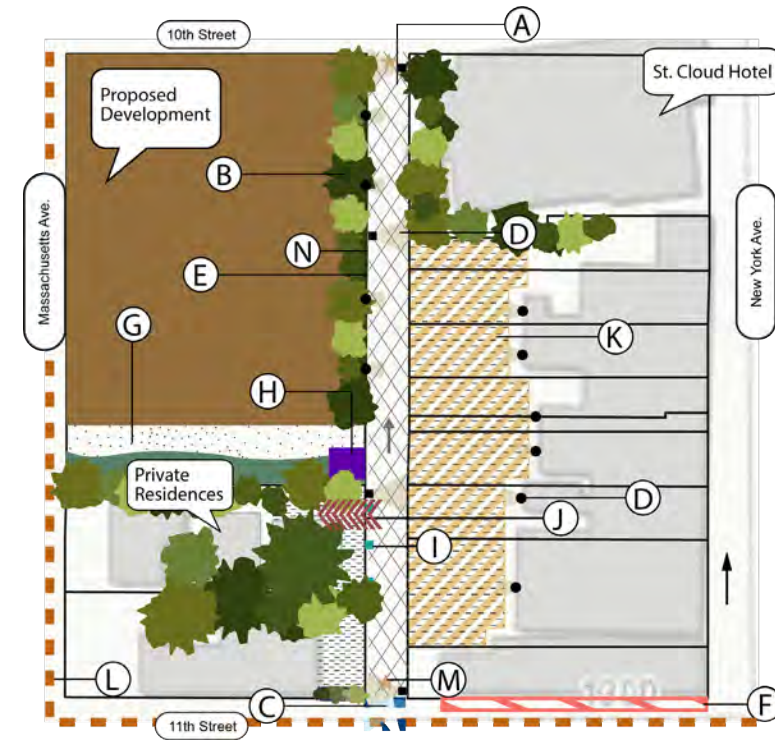 10th Street
A
St. Cloud Hotel
Proposed
Development
B
Massachusetts Ave.
New York Ave.
N
D
E
G
K
H
Private
Residences
D
J
I
L
M
C
F
11th Street